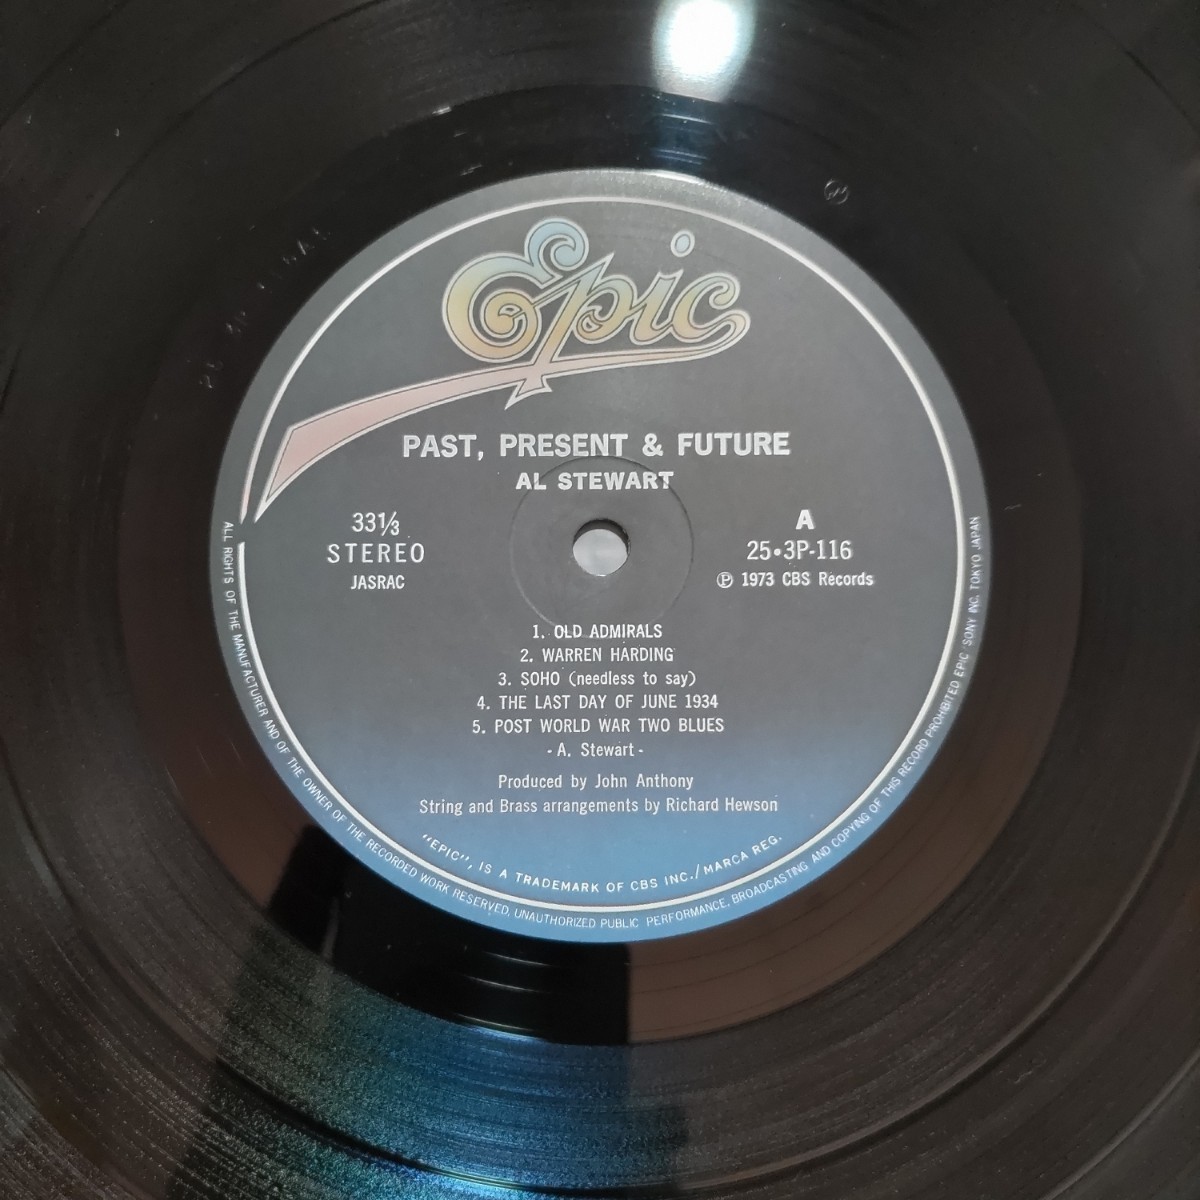 Epic
PAST, PRESENT & FUTURE
AL STEWART
33⅓
STEREO
JASRAC
A
25•3P-116
℗ 1973 CBS Records
1. OLD ADMIRALS
2. WARREN HARDING
3. SOHO (needless to say)
4. THE LAST DAY OF JUNE 1934
5. POST WORLD WAR TWO BLUES
- A. Stewart -
Produced by John Anthony
String and Brass arrangements by Richard Hewson
"EPIC", IS A TRADEMARK OF CBS INC./MARCA REG.
ALL RIGHTS OF THE MANUFACTURER AND OF THE OWNER OF THE RECORDED WORK RESERVED, UNAUTHORIZED PUBLIC PERFORMANCE, BROADCASTING AND COPYING OF THIS RECORD PROHIBITED EPIC/SONY INC. TOKYO JAPAN